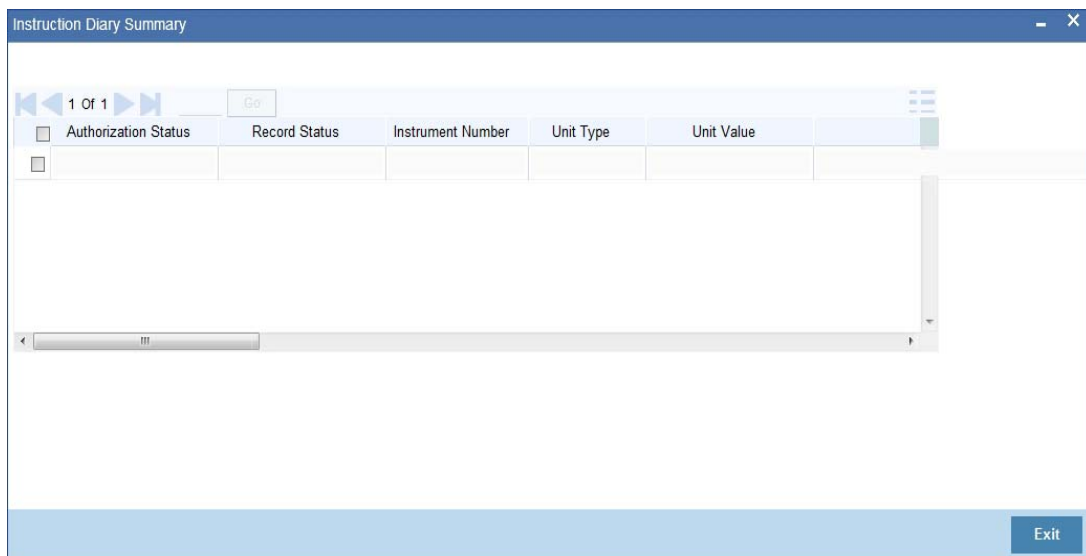 Instruction Diary Summary
1 Of 1 Go
Authorization Status Record Status Instrument Number Unit Type Unit Value
Exit